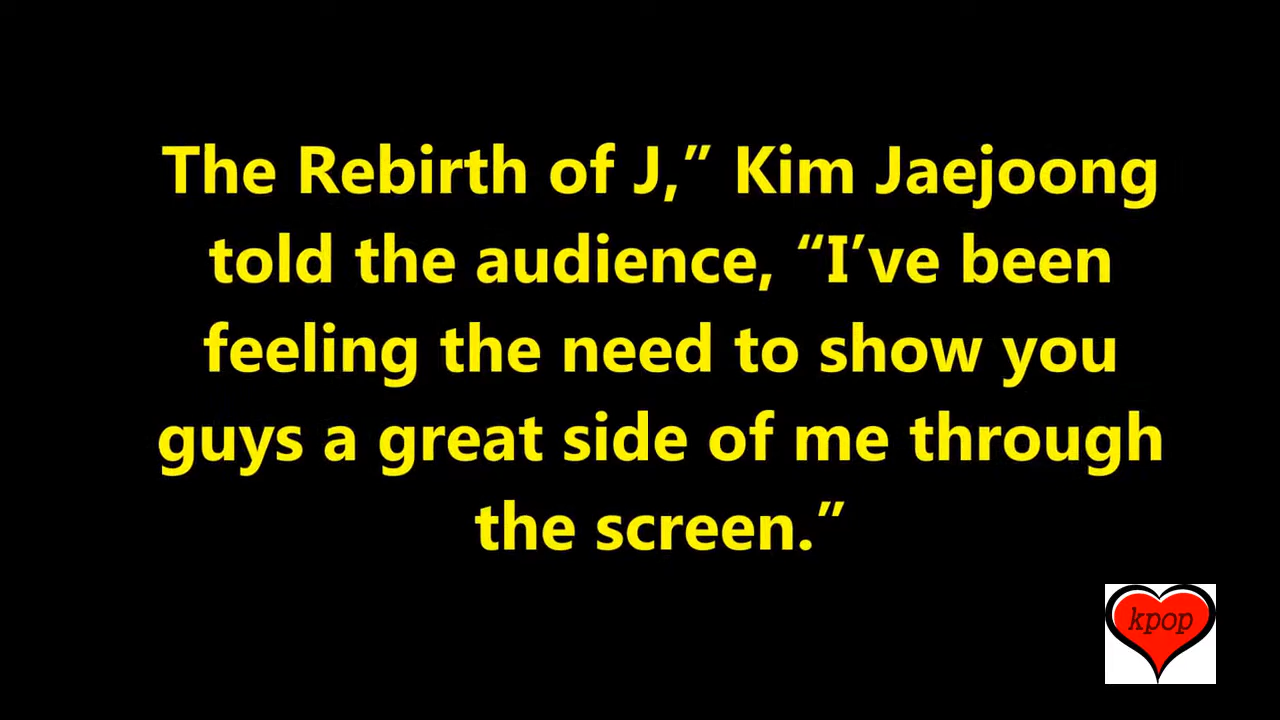 The Rebirth of J,” Kim Jaejoong
told the audience, “I’ve been
feeling the need to show you
guys a great side of me through
the screen.”
kpop